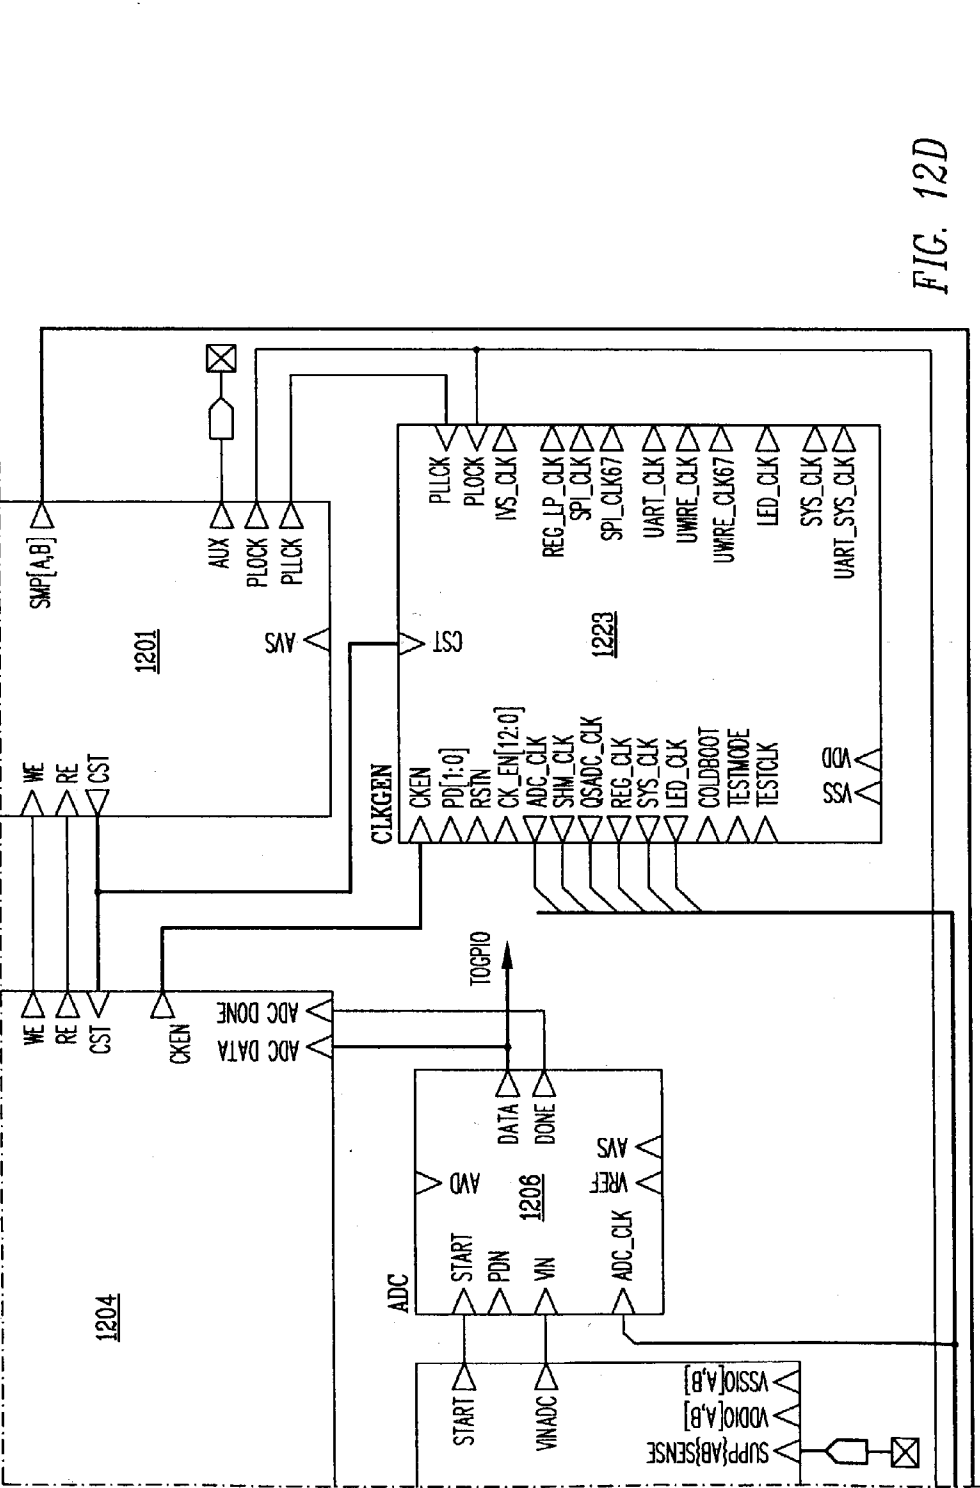 FIG. 12D
SMP[A,B]
AUX
PLOCK
PLLCK
1201
AVS
WE
RE
CST
CLKGEN
PLLCK
PLOCK
IVS_CLK
REG_LP_CLK
SPI_CLK
SPI_CLK67
UART_CLK
UWIRE_CLK
UWIRE_CLK67
LED_CLK
SYS_CLK
UART_SYS_CLK
CST
1223
CKEN
PD[1:0]
RSTN
CK_EN[12:0]
ADC_CLK
SHM_CLK
QSADC_CLK
REG_CLK
SYS_CLK
LED_CLK
COLDBOOT
TESTMODE
TESTCLK
VDD
VSS
TOGPIO
WE
RE
CST
CKEN
ADC DONE
ADC DATA
1204
ADC
DATA
DONE
AVD
1206
AVS
VREF
START
PDN
VIN
ADC_CLK
START
VINADC
VSSIO[A,B]
VDDIO[A,B]
SUPP{AB}SENSE